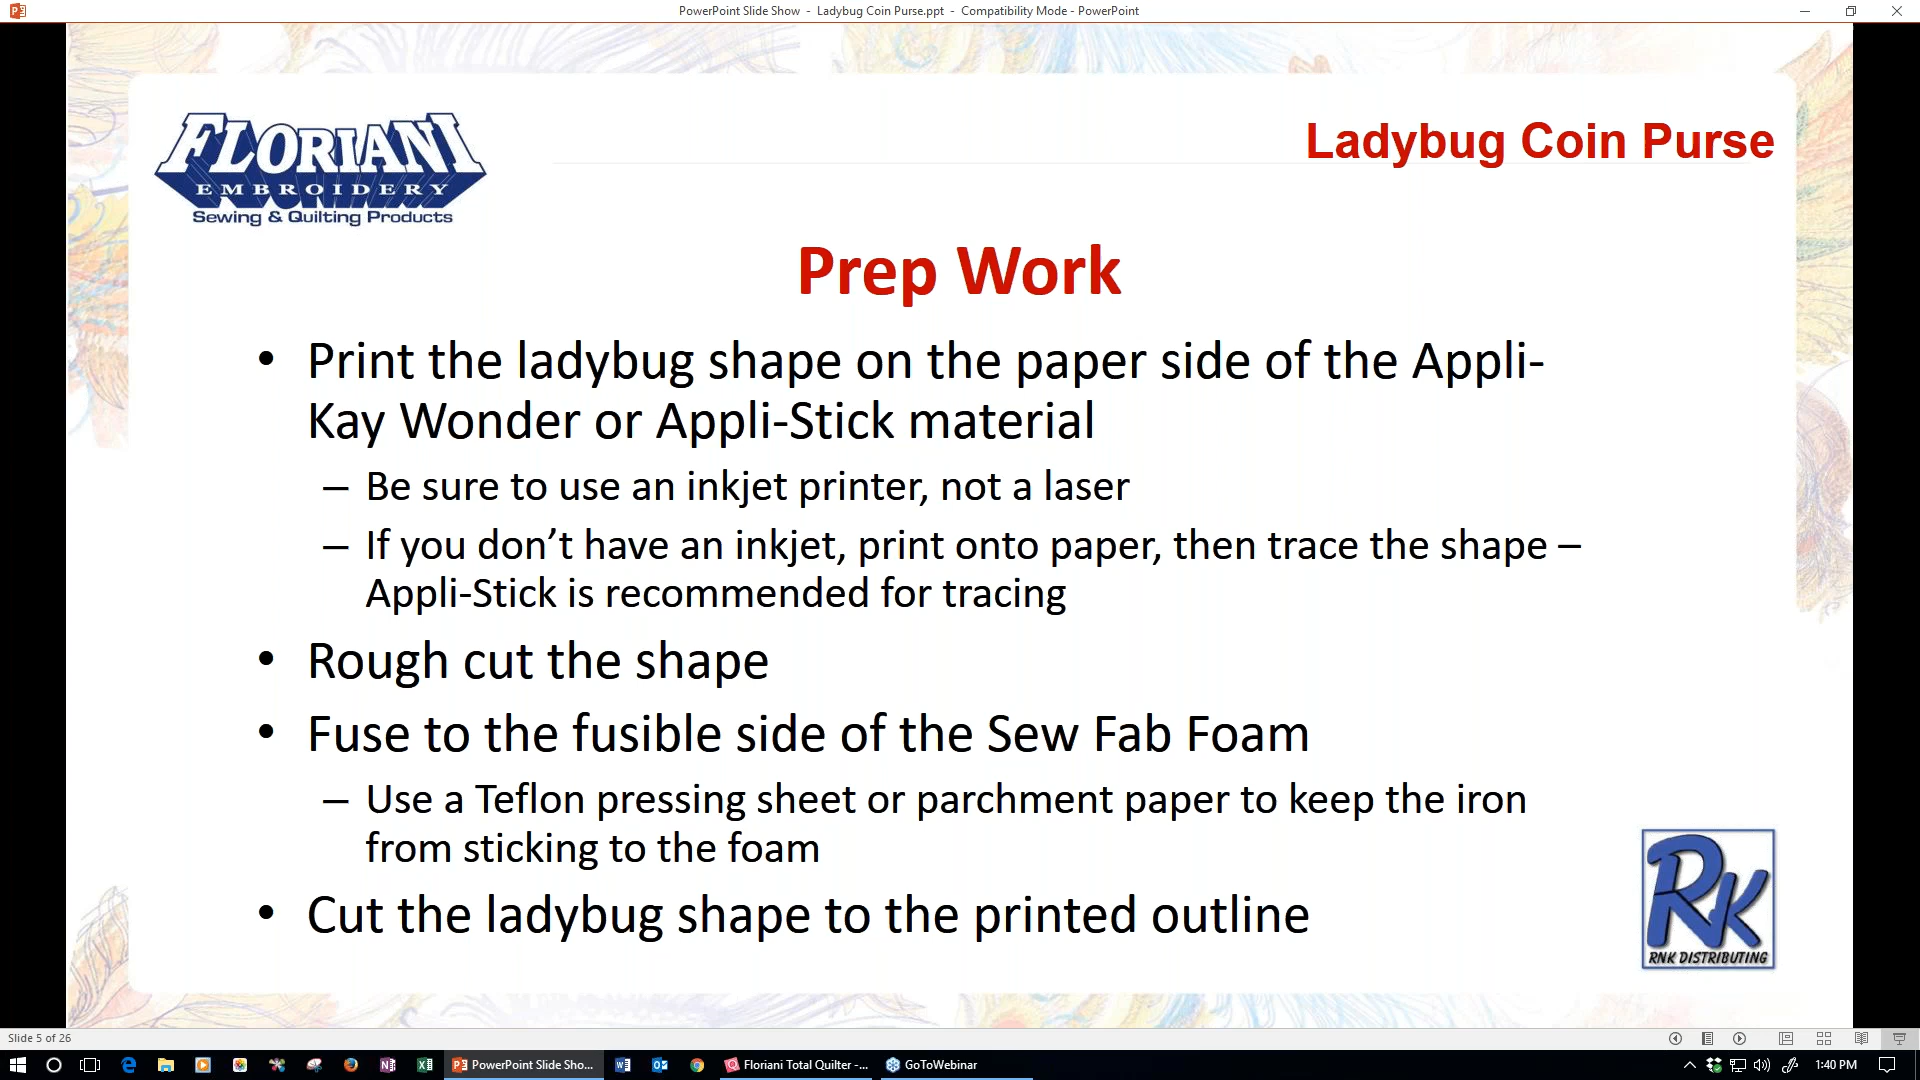 PowerPoint Slide Show - Ladybug Coin Purse.ppt - Compatibility Mode - PowerPoint
FLORIANI
EMBROIDERY
Sewing & Quilting Products
Ladybug Coin Purse
Prep Work
• Print the ladybug shape on the paper side of the Appli-
Kay Wonder or Appli-Stick material
– Be sure to use an inkjet printer, not a laser
– If you don’t have an inkjet, print onto paper, then trace the shape –
Appli-Stick is recommended for tracing
• Rough cut the shape
• Fuse to the fusible side of the Sew Fab Foam
– Use a Teflon pressing sheet or parchment paper to keep the iron
from sticking to the foam
• Cut the ladybug shape to the printed outline
RK
RNK DISTRIBUTING
Slide 5 of 26
PowerPoint Slide Sho...
Floriani Total Quilter -...
GoToWebinar
1:40 PM